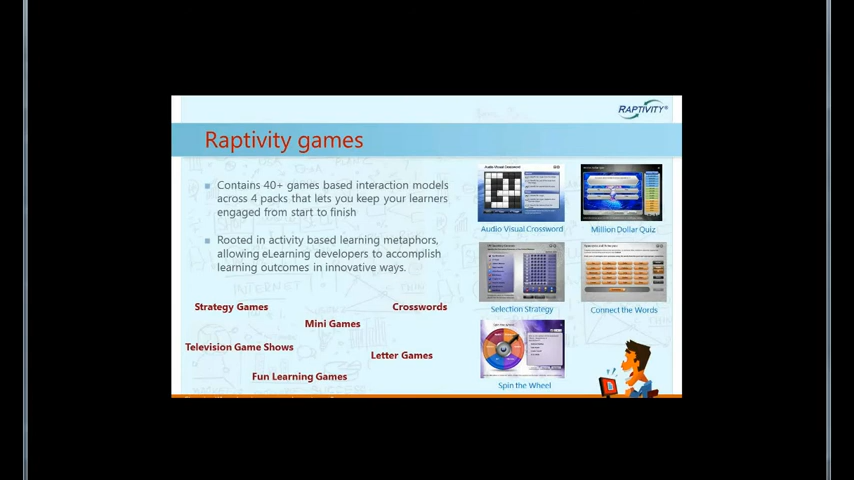 RAPTIVITY
Raptivity games
Contains 40+ games based interaction models
across 4 packs that lets you keep your learners
engaged from start to finish
Rooted in activity based learning metaphors,
allowing eLearning developers to accomplish
learning outcomes in innovative ways.
Strategy Games
Crosswords
Mini Games
Television Game Shows
Letter Games
Fun Learning Games
Audio Visual Crossword
Audio Visual Crossword
Million Dollar Quiz
Selection Strategy
Connect the Words
Spin the Wheel